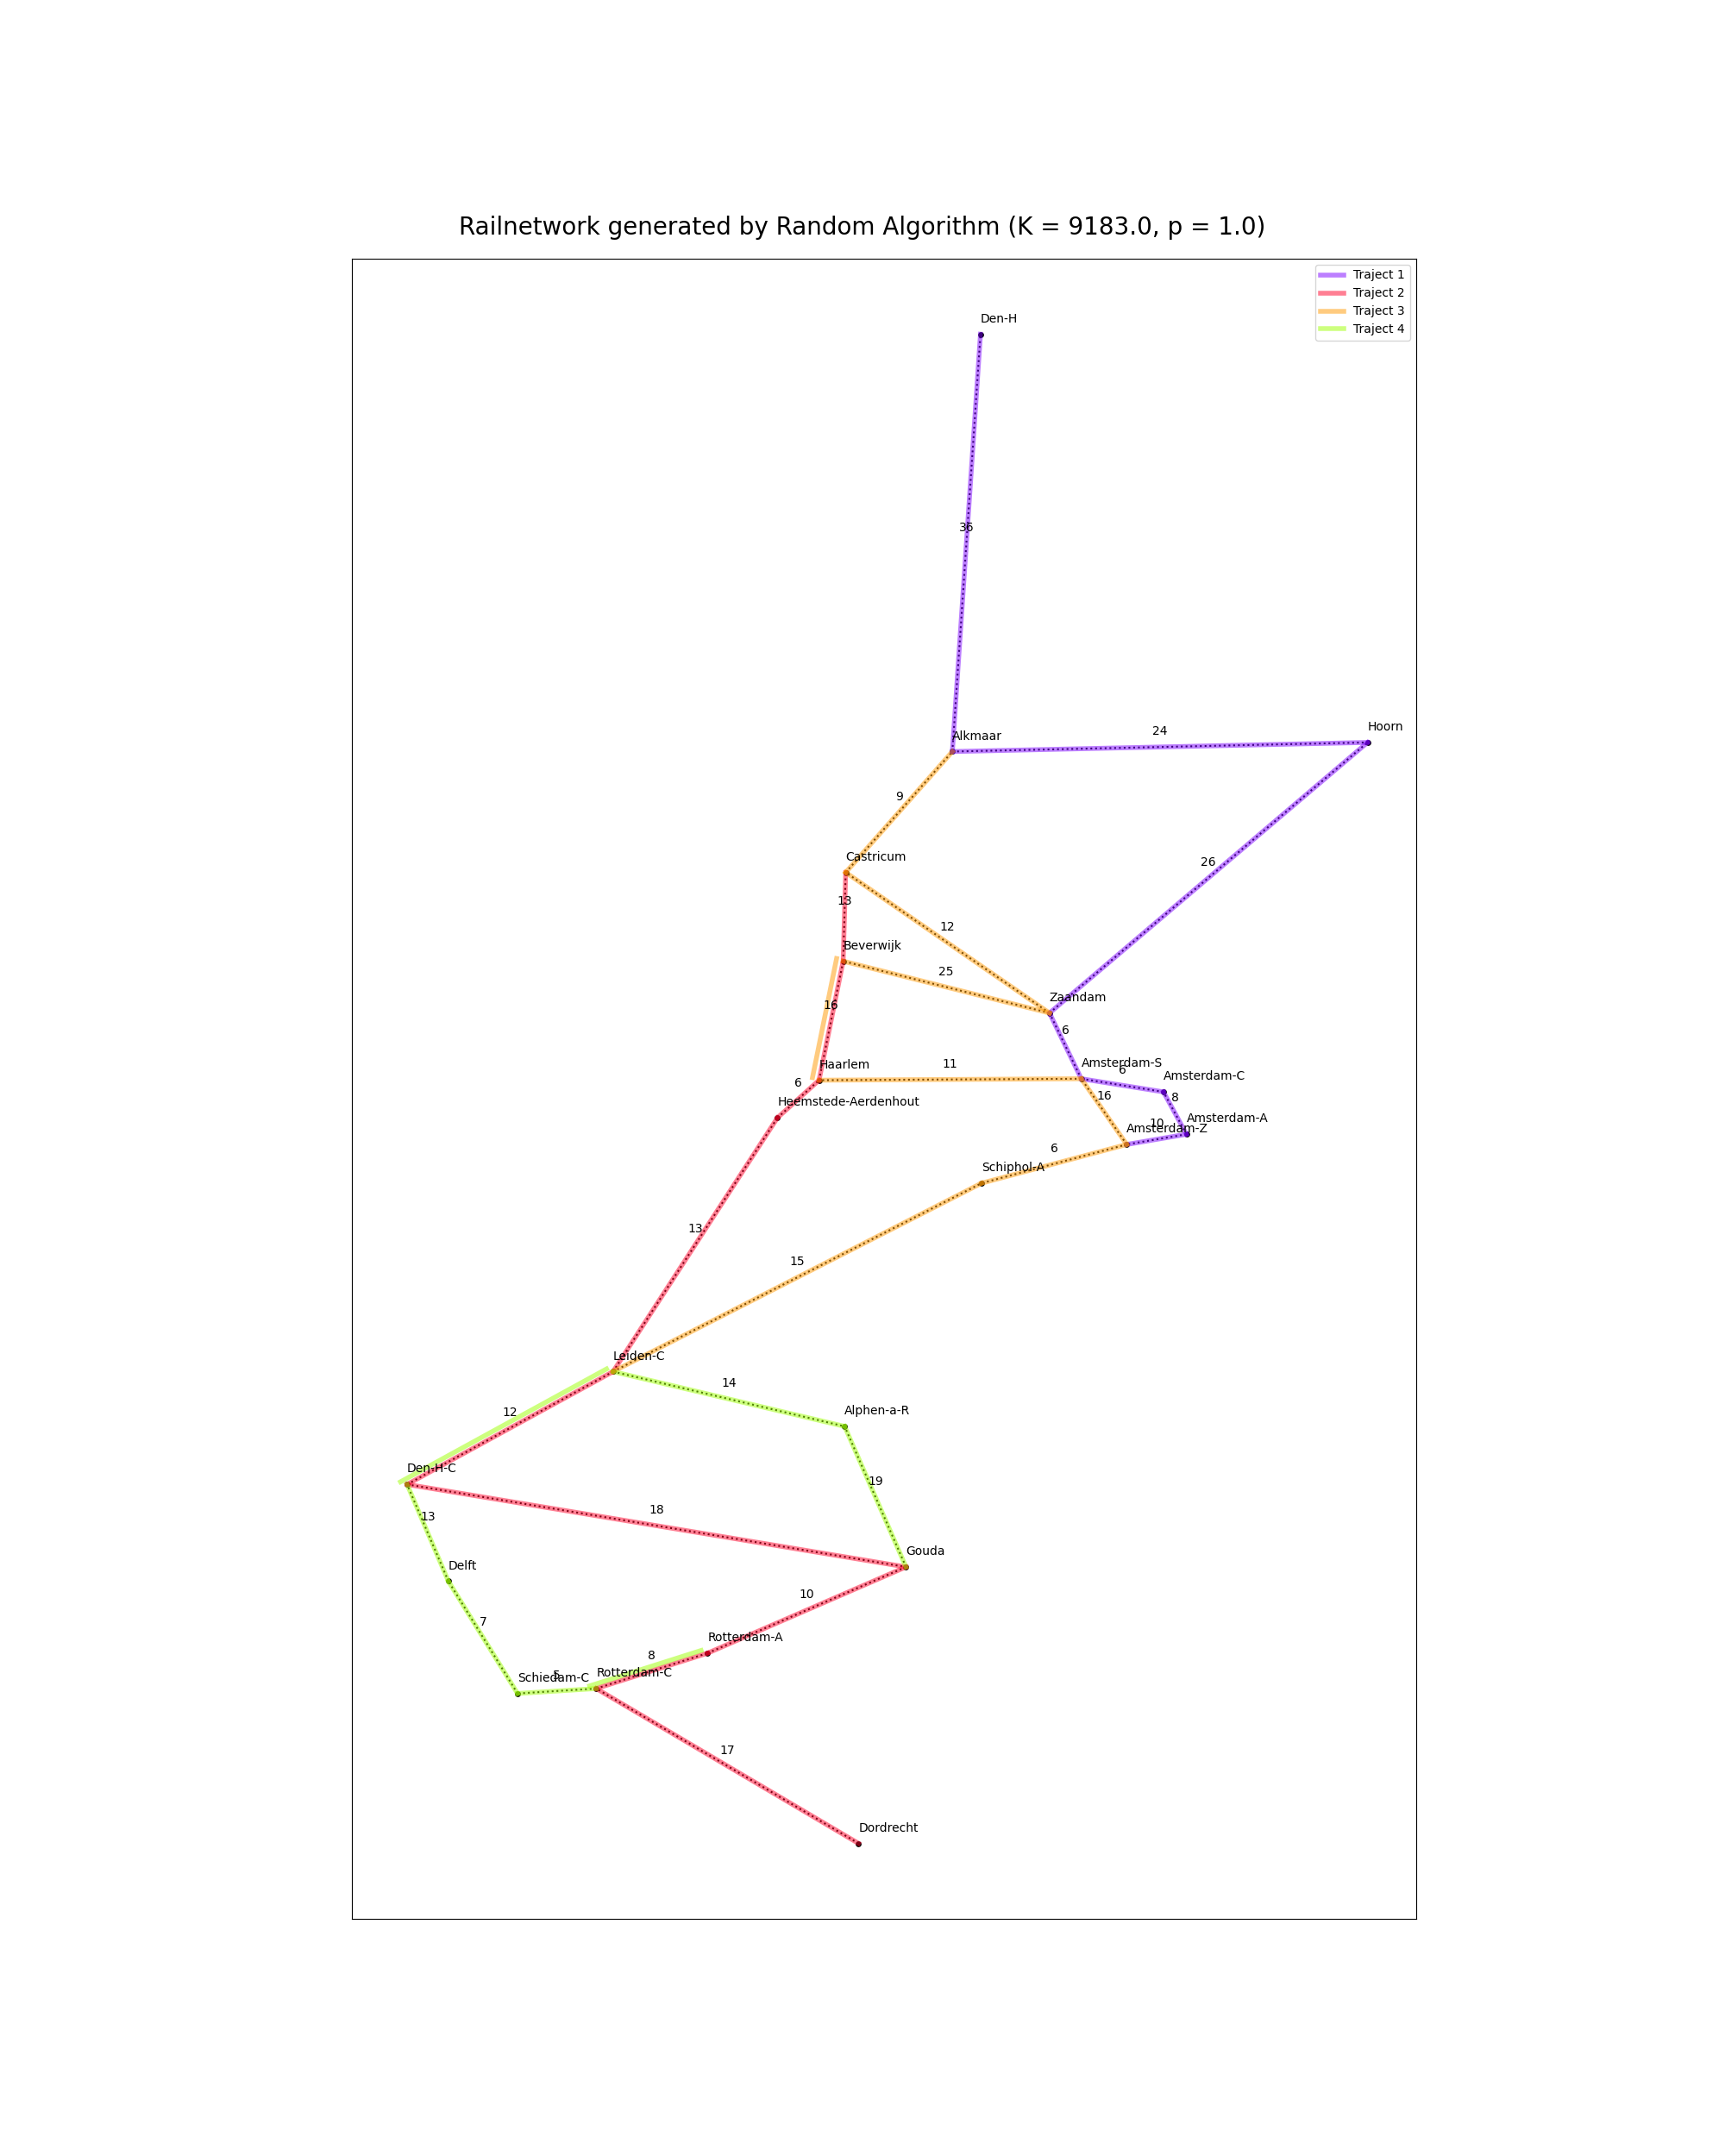 Railnetwork generated by Random Algorithm (K = 9183.0, p = 1.0)
Traject 1
Traject 2
Traject 3
Traject 4
Den-H
36
Hoorn
24
Alkmaar
9
Castricum
26
13
12
Beverwijk
25
Zaandam
16
6
Haarlem
11
Amsterdam-S
6
Amsterdam-C
6
16
8
Heemstede-Aerdenhout
Amsterdam-A
10
Amsterdam-Z
6
Schiphol-A
13
15
Leiden-C
14
12
Alphen-a-R
Den-H-C
19
18
13
Gouda
Delft
10
7
Rotterdam-A
8
Rotterdam-C
5
Schiedam-C
17
Dordrecht